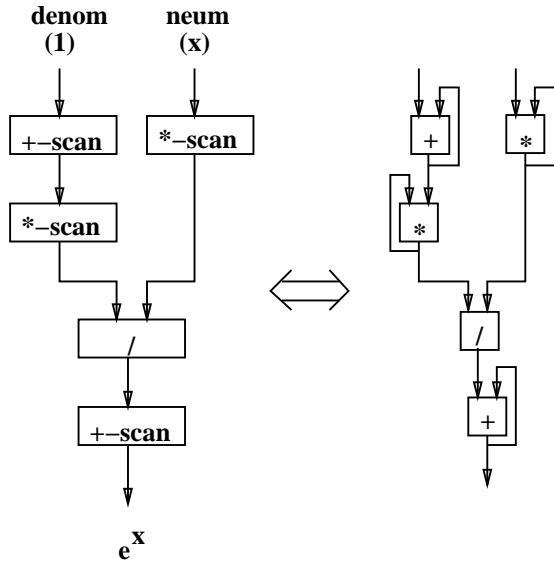 denom neum
(1) (x)
+–scan *–scan + *
*–scan *
/ /
+–scan +
e^x